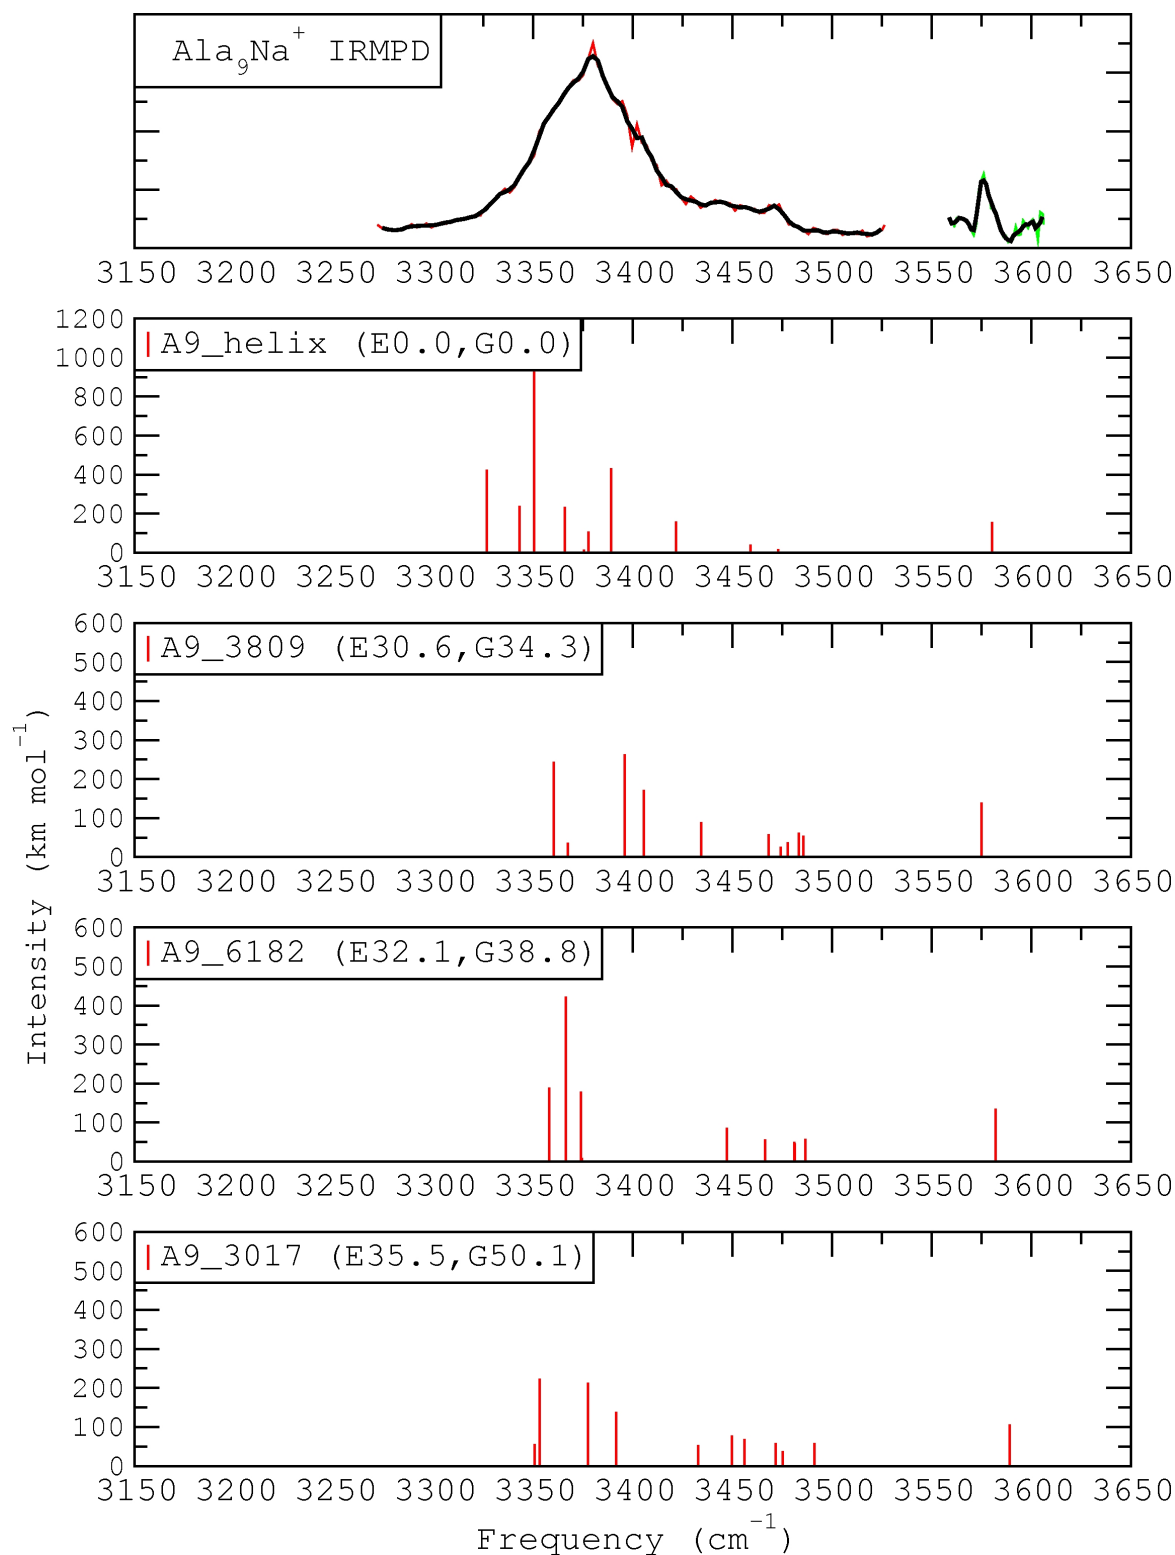 Ala9Na+ IRMPD
3150 3200 3250 3300 3350 3400 3450 3500 3550 3600 3650
A9_helix (E0.0,G0.0)
1200
1000
800
600
400
200
0
3150 3200 3250 3300 3350 3400 3450 3500 3550 3600 3650
A9_3809 (E30.6,G34.3)
600
500
400
300
200
100
0
3150 3200 3250 3300 3350 3400 3450 3500 3550 3600 3650
A9_6182 (E32.1,G38.8)
600
500
400
300
200
100
0
3150 3200 3250 3300 3350 3400 3450 3500 3550 3600 3650
A9_3017 (E35.5,G50.1)
600
500
400
300
200
100
0
3150 3200 3250 3300 3350 3400 3450 3500 3550 3600 3650
Intensity (km mol⁻¹)
Frequency (cm⁻¹)